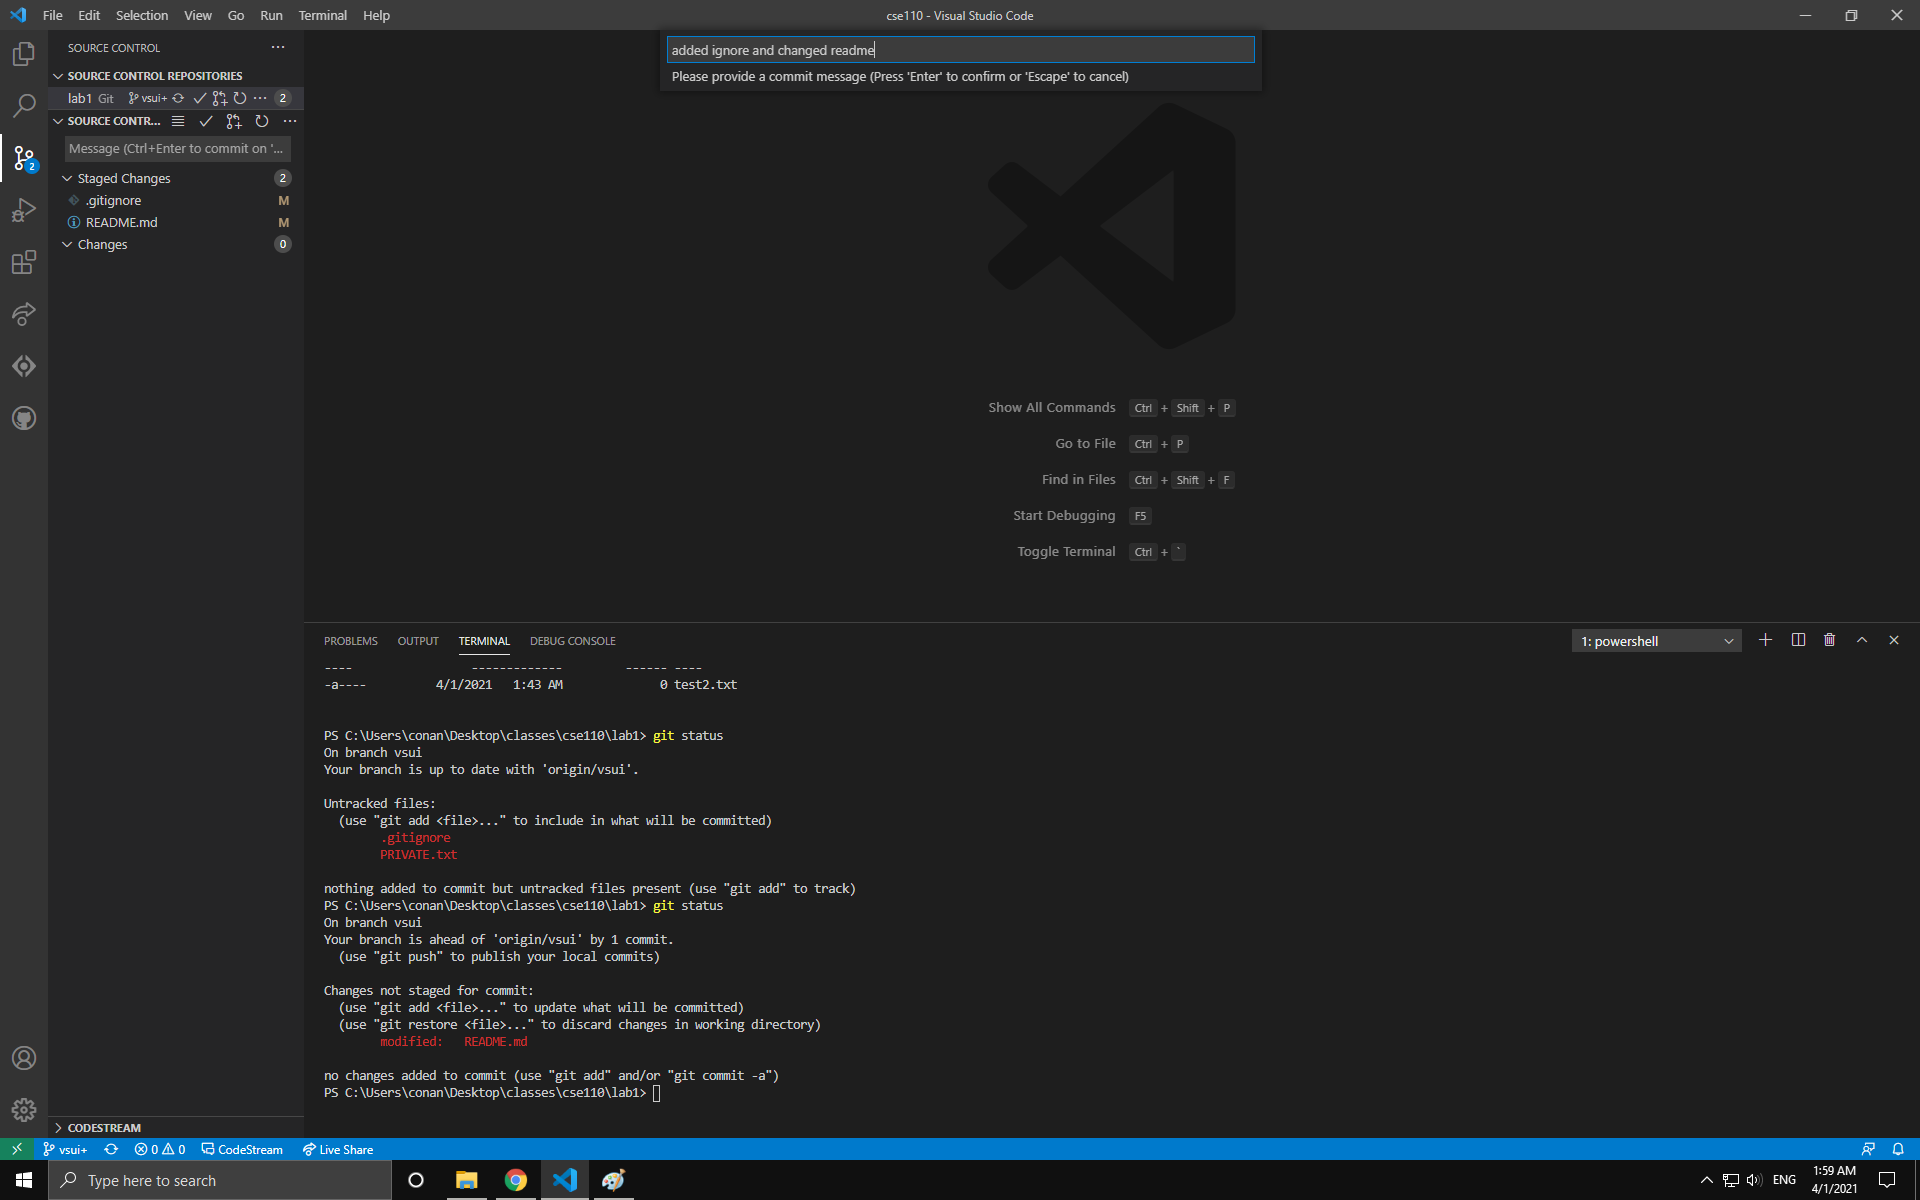 File Edit Selection View Go Run Terminal Help
cse110 - Visual Studio Code
added ignore and changed readme
Please provide a commit message (Press 'Enter' to confirm or 'Escape' to cancel)
SOURCE CONTROL
SOURCE CONTROL REPOSITORIES
lab1 Git vsui+ 2
SOURCE CONTR...
Message (Ctrl+Enter to commit on '...
2
Staged Changes 2
.gitignore M
README.md M
Changes 0
Show All Commands Ctrl + Shift + P
Go to File Ctrl + P
Find in Files Ctrl + Shift + F
Start Debugging F5
Toggle Terminal Ctrl + `
PROBLEMS OUTPUT TERMINAL DEBUG CONSOLE
1: powershell
---- ------------- ------ ----
-a---- 4/1/2021 1:43 AM 0 test2.txt
PS C:\Users\conan\Desktop\classes\cse110\lab1> git status
On branch vsui
Your branch is up to date with 'origin/vsui'.
Untracked files:
(use "git add <file>..." to include in what will be committed)
.gitignore
PRIVATE.txt
nothing added to commit but untracked files present (use "git add" to track)
PS C:\Users\conan\Desktop\classes\cse110\lab1> git status
On branch vsui
Your branch is ahead of 'origin/vsui' by 1 commit.
(use "git push" to publish your local commits)
Changes not staged for commit:
(use "git add <file>..." to update what will be committed)
(use "git restore <file>..." to discard changes in working directory)
modified: README.md
no changes added to commit (use "git add" and/or "git commit -a")
PS C:\Users\conan\Desktop\classes\cse110\lab1>
CODESTREAM
vsui+ 0 0 CodeStream Live Share
Type here to search
ENG
1:59 AM
4/1/2021